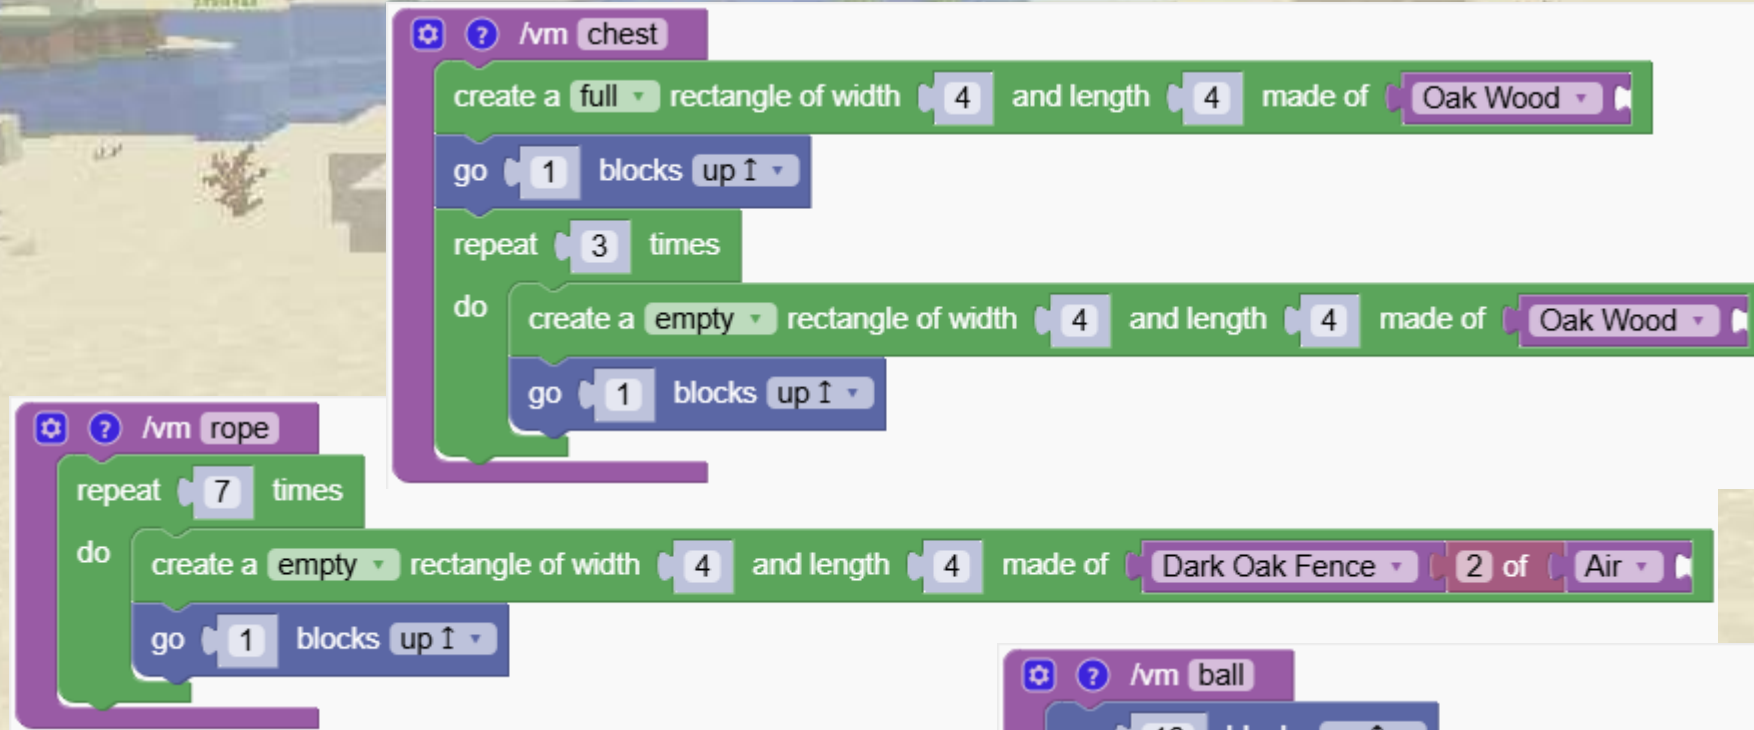 /vm chest
create a full rectangle of width 4 and length 4 made of Oak Wood
go 1 blocks up ↥
repeat 3 times
do create a empty rectangle of width 4 and length 4 made of Oak Wood
go 1 blocks up ↥
/vm rope
repeat 7 times
do create a empty rectangle of width 4 and length 4 made of Dark Oak Fence 2 of Air
go 1 blocks up ↥
/vm ball